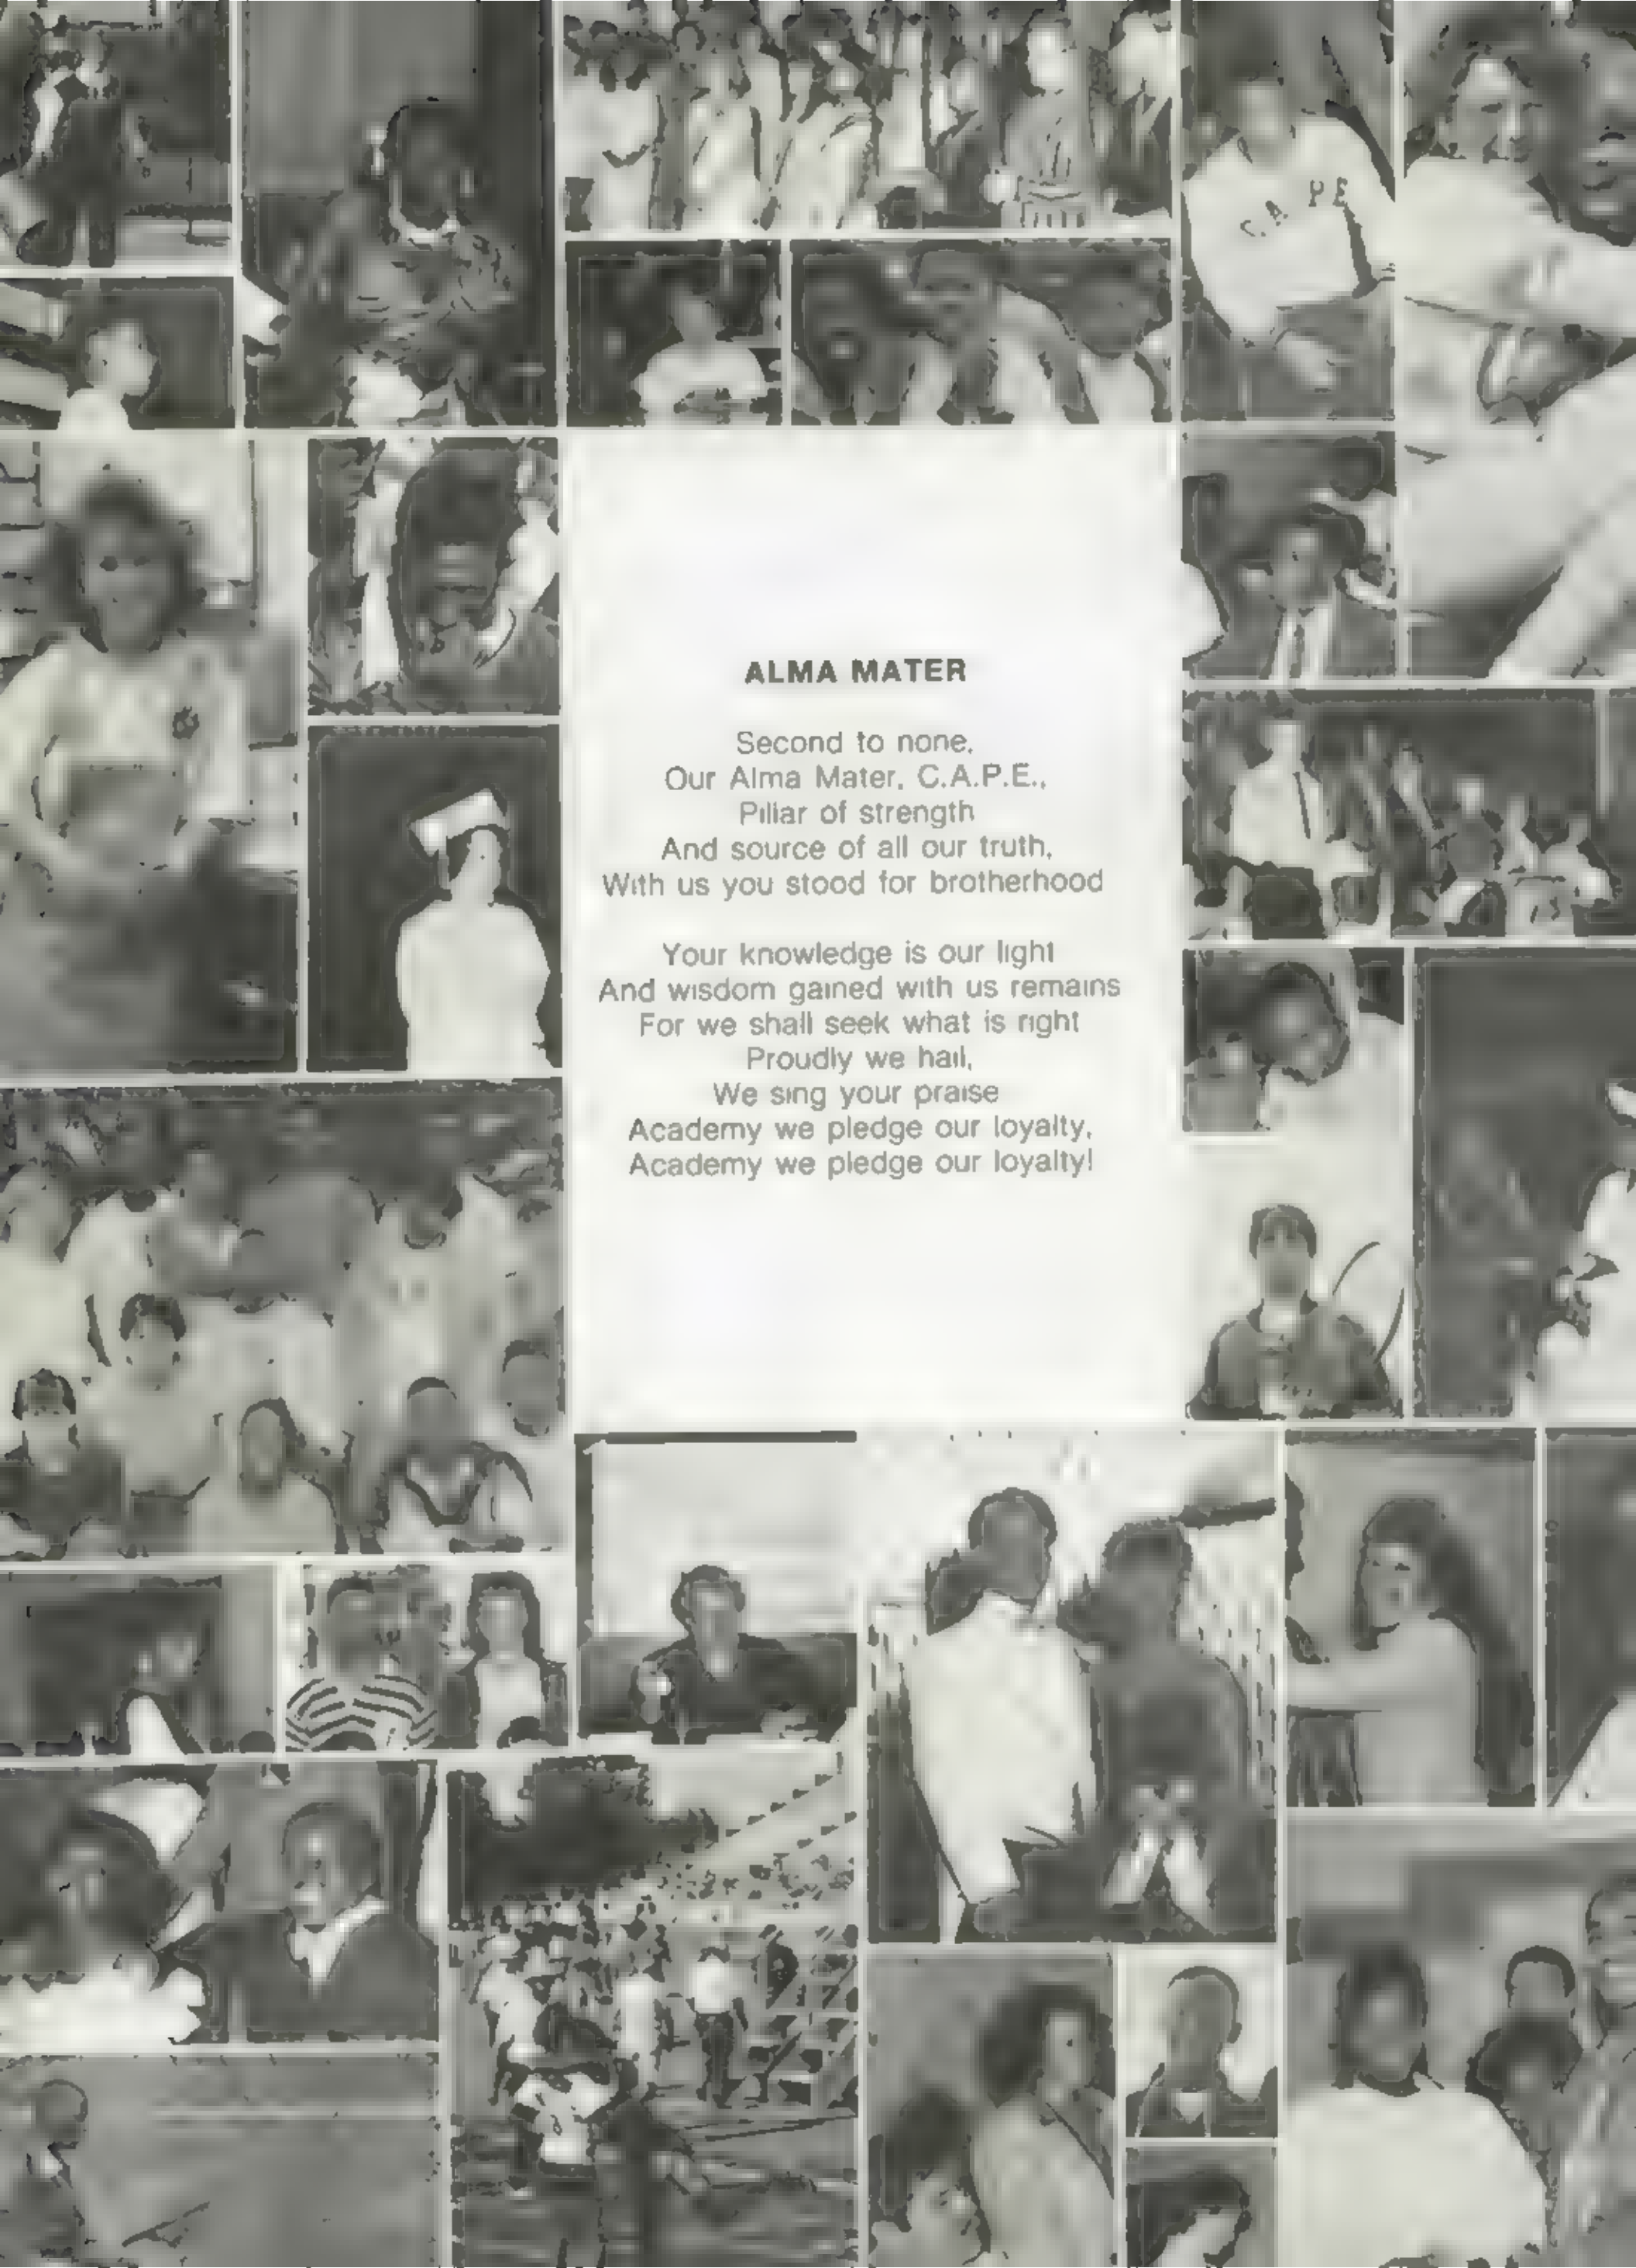 C.A PE
ALMA MATER
Second to none,
Our Alma Mater, C.A.P.E.,
Pillar of strength
And source of all our truth,
With us you stood for brotherhood
Your knowledge is our light
And wisdom gained with us remains
For we shall seek what is right
Proudly we hail,
We sing your praise
Academy we pledge our loyalty,
Academy we pledge our loyalty!